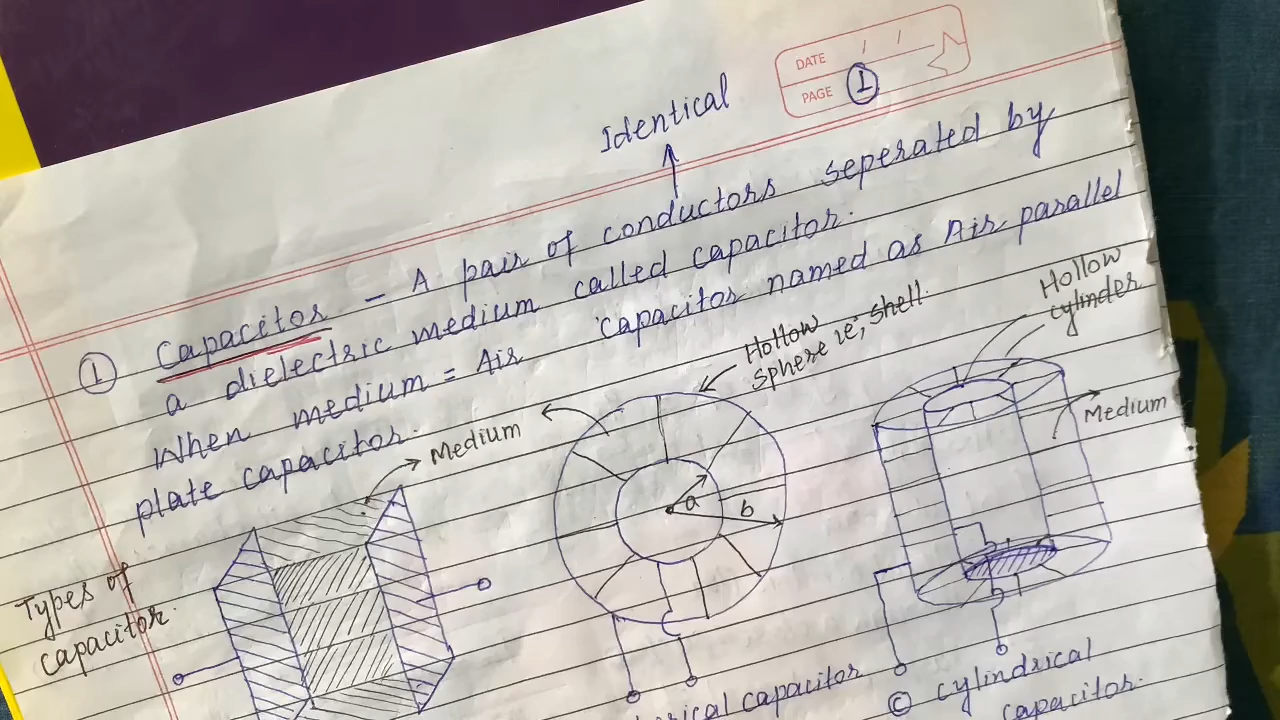 DATE / /
PAGE 1
Identical
① Capacitor - A pair of conductors seperated by
a dielectric medium called capacitor.
When medium = Air capacitor named as Air parallel
plate capacitor.
Medium
Hollow
sphere ie; shell.
Hollow
cylinder
Medium
a
b
Types of
capacitor.
capacitor
© cylindrical
capacitor.